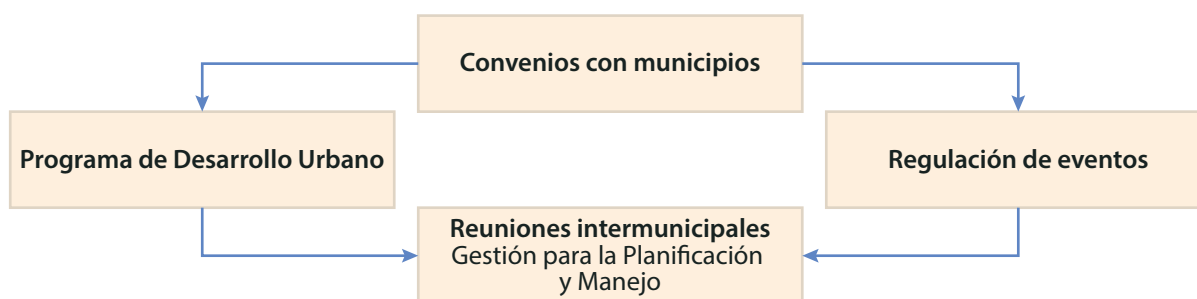 Convenios con municipios
Programa de Desarrollo Urbano
Regulación de eventos
Reuniones intermunicipales
Gestión para la Planificación
y Manejo